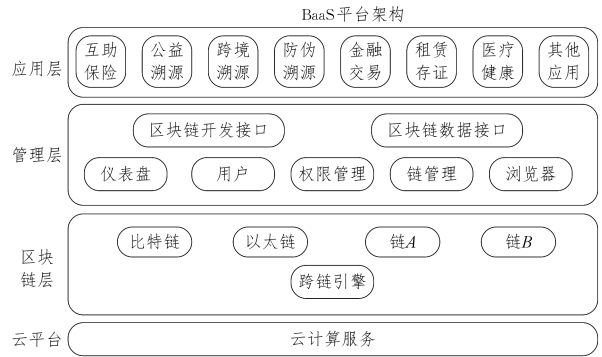 BaaS平台架构
应用层
互助保险
公益溯源
跨境溯源
防伪溯源
金融交易
租赁存证
医疗健康
其他应用
管理层
区块链开发接口
区块链数据接口
仪表盘
用户
权限管理
链管理
浏览器
区块链层
比特链
以太链
链A
链B
跨链引擎
云平台
云计算服务